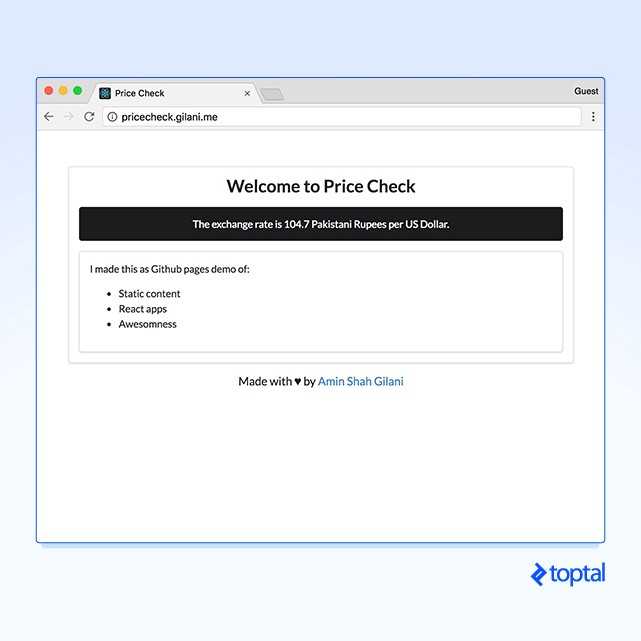 Price Check
Guest
pricecheck.gilani.me
Welcome to Price Check
The exchange rate is 104.7 Pakistani Rupees per US Dollar.
I made this as Github pages demo of:
Static content
React apps
Awesomness
Made with ♥ by Amin Shah Gilani
toptal